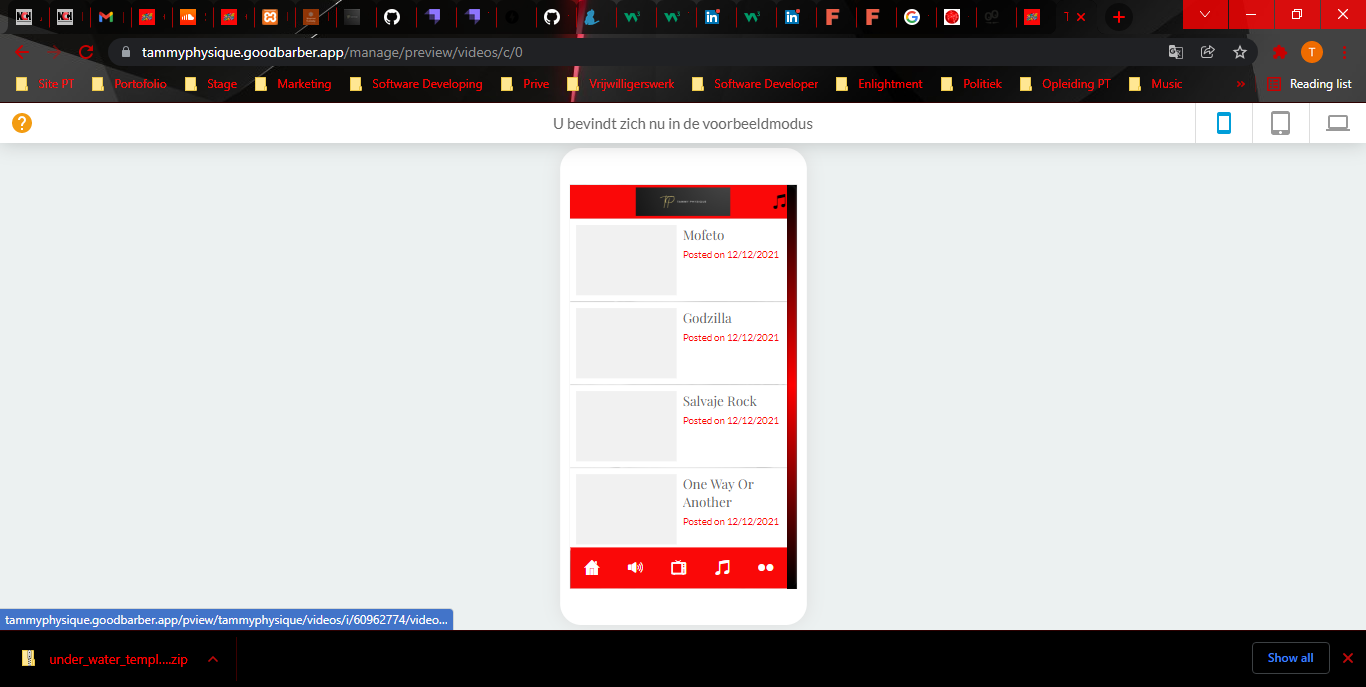 tammyphysique.goodbarber.app/manage/preview/videos/c/0
T
Site PT Portofolio Stage Marketing Software Developing Prive Vrijwilligerswerk Software Developer Enlightment Politiek Opleiding PT Music » Reading list
? U bevindt zich nu in de voorbeeldmodus
TP
Mofeto
Posted on 12/12/2021
Godzilla
Posted on 12/12/2021
Salvaje Rock
Posted on 12/12/2021
One Way Or
Another
Posted on 12/12/2021
tammyphysique.goodbarber.app/pview/tammyphysique/videos/i/60962774/video...
under_water_templ....zip Show all